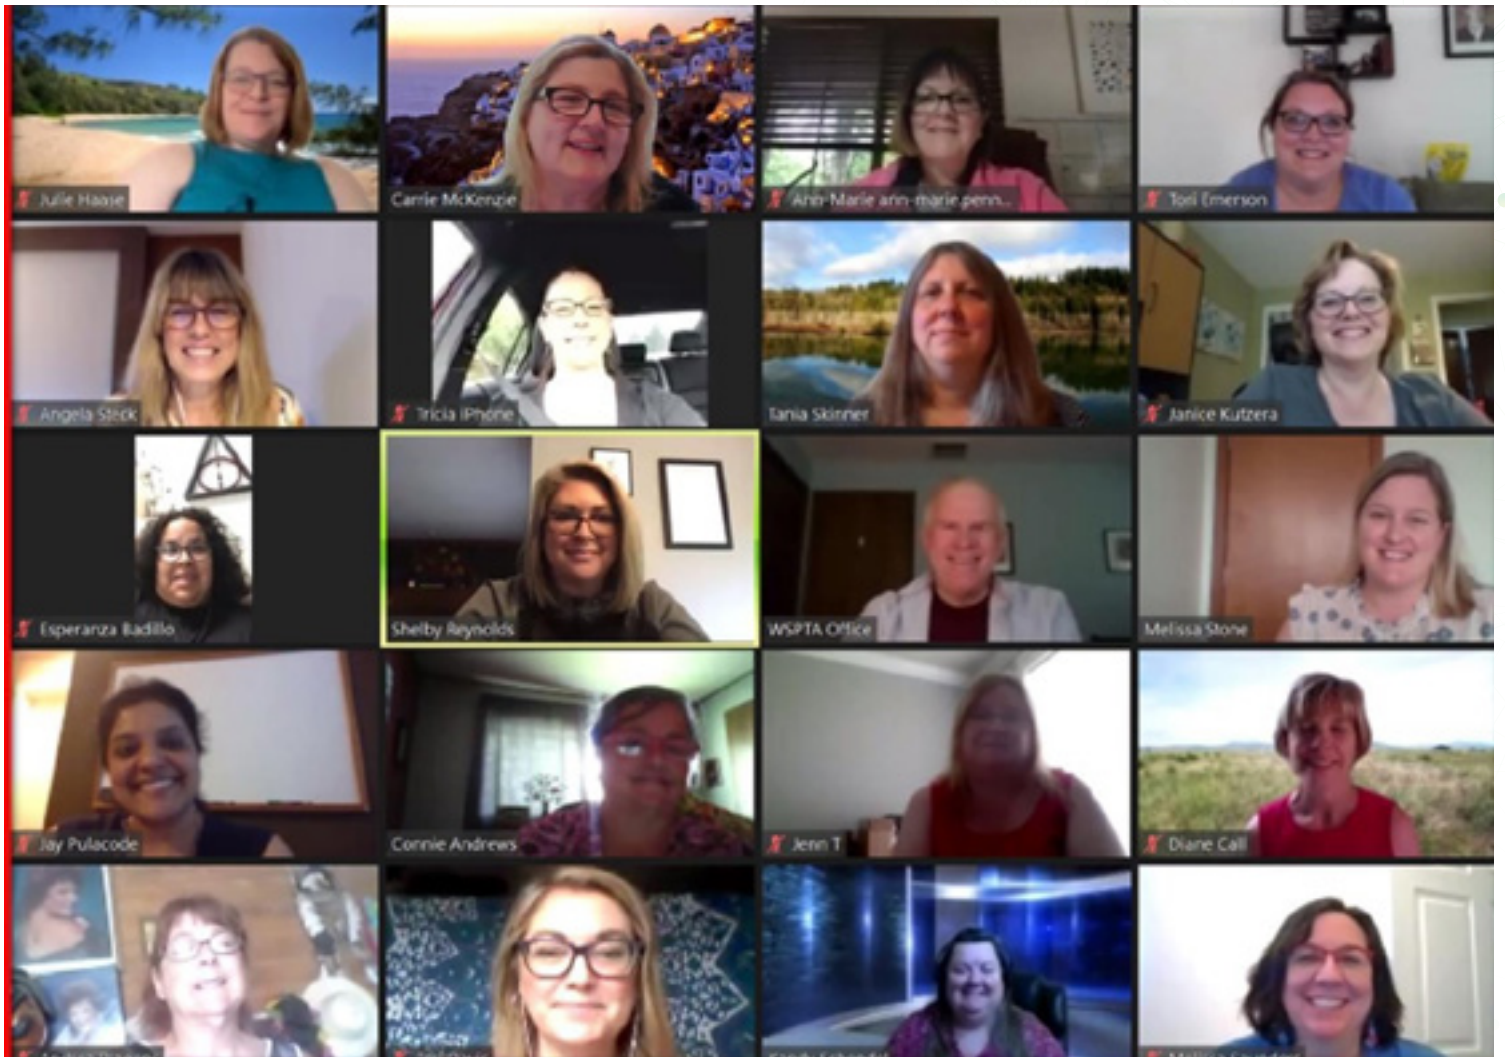 Julie Haase
Carrie McKenzie
Ann-Marie ann-marie.penn...
Tori Emerson
Angela Steck
Tricia iPhone
Tania Skinner
Janice Kutzera
Esperanza Badillo
Shelby Reynolds
WSPTA Office
Melissa Stone
Jay Pulacode
Connie Andrews
Jenn T
Diane Call